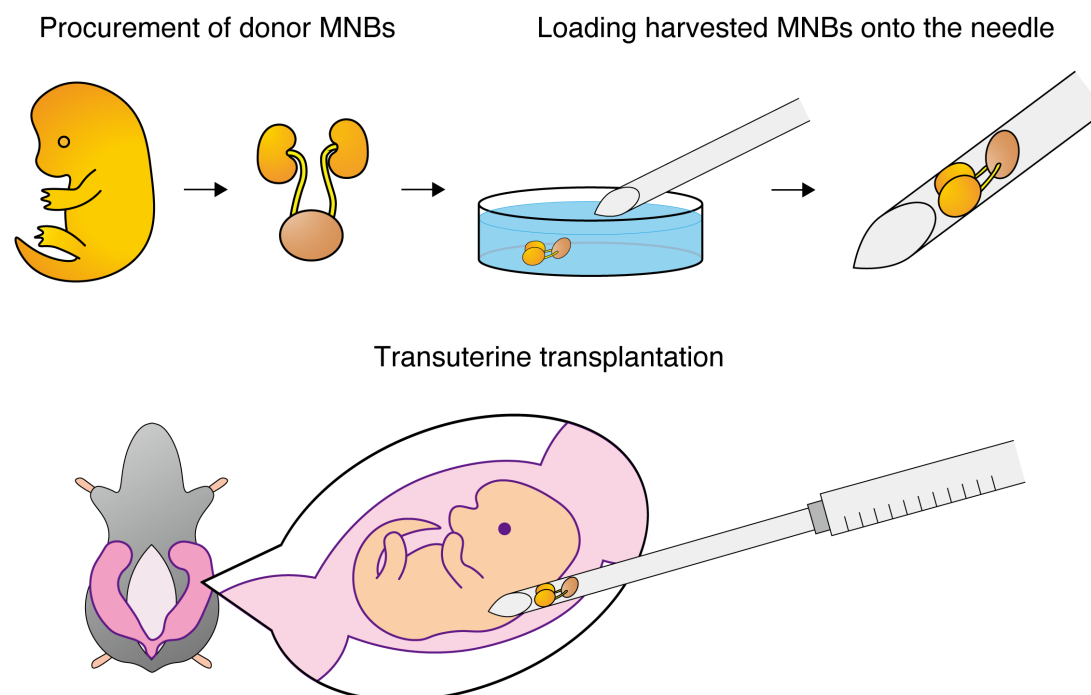 Procurement of donor MNBs
Loading harvested MNBs onto the needle
Transuterine transplantation